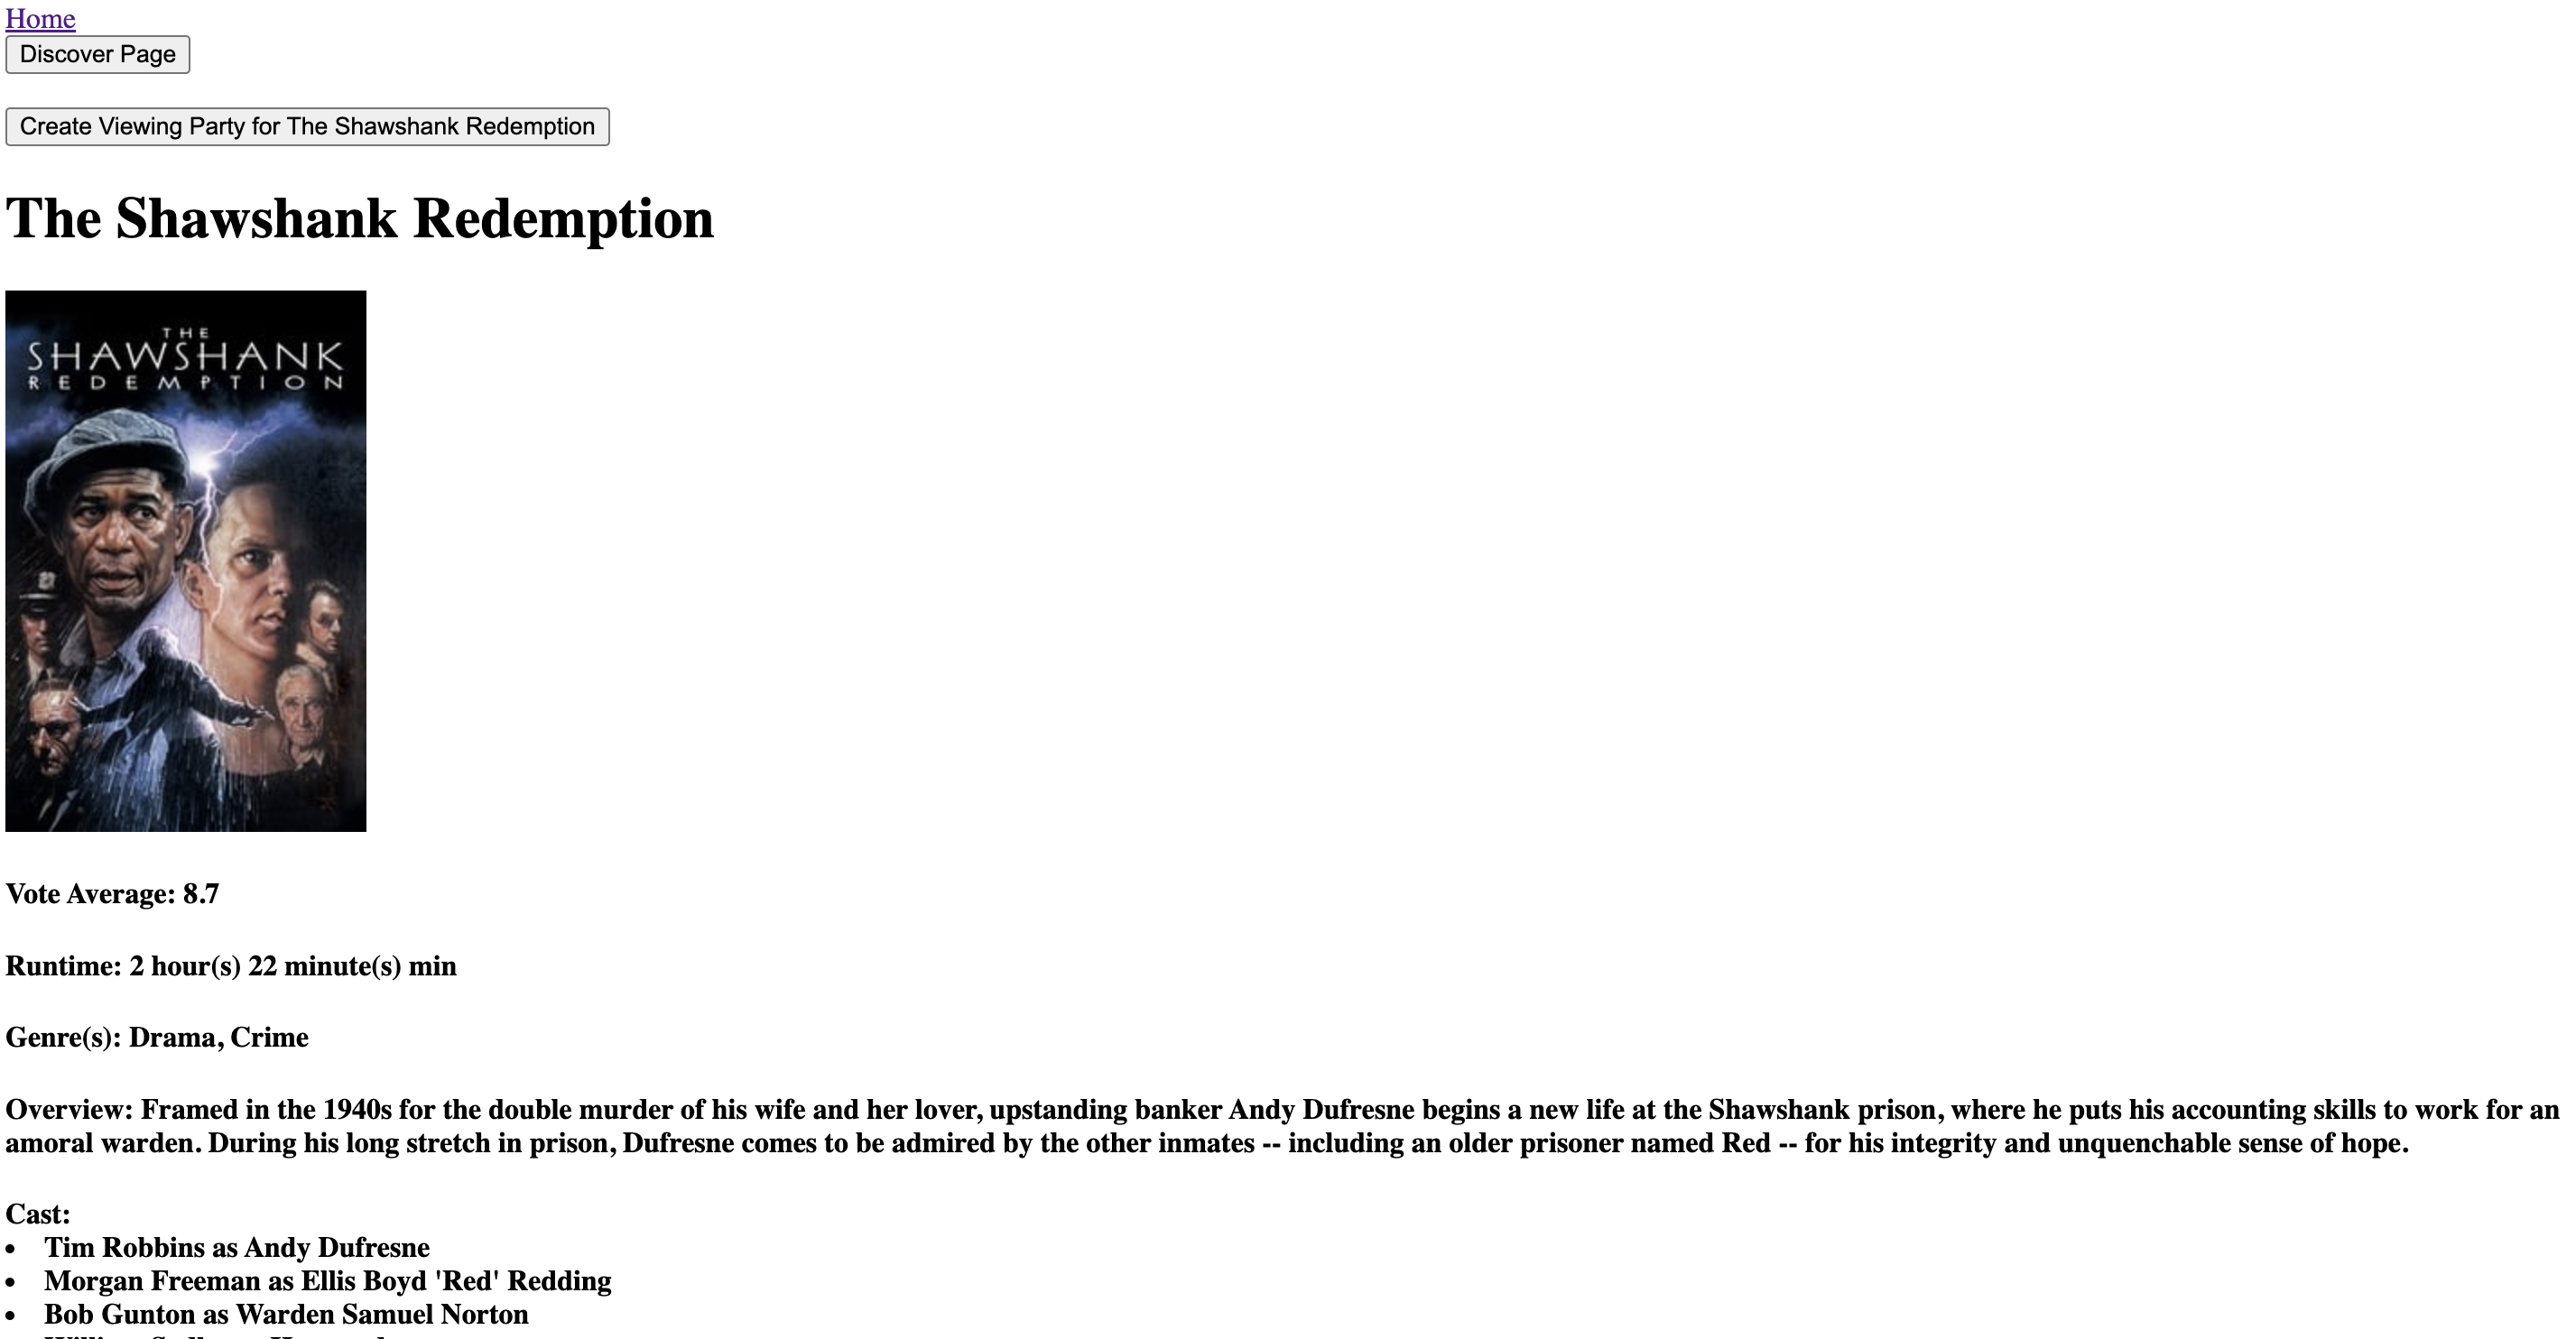 Home
Discover Page
Create Viewing Party for The Shawshank Redemption
The Shawshank Redemption
THE
SHAWSHANK
REDEMPTION
Vote Average: 8.7
Runtime: 2 hour(s) 22 minute(s) min
Genre(s): Drama, Crime
Overview: Framed in the 1940s for the double murder of his wife and her lover, upstanding banker Andy Dufresne begins a new life at the Shawshank prison, where he puts his accounting skills to work for an
amoral warden. During his long stretch in prison, Dufresne comes to be admired by the other inmates -- including an older prisoner named Red -- for his integrity and unquenchable sense of hope.
Cast:
• Tim Robbins as Andy Dufresne
• Morgan Freeman as Ellis Boyd 'Red' Redding
• Bob Gunton as Warden Samuel Norton